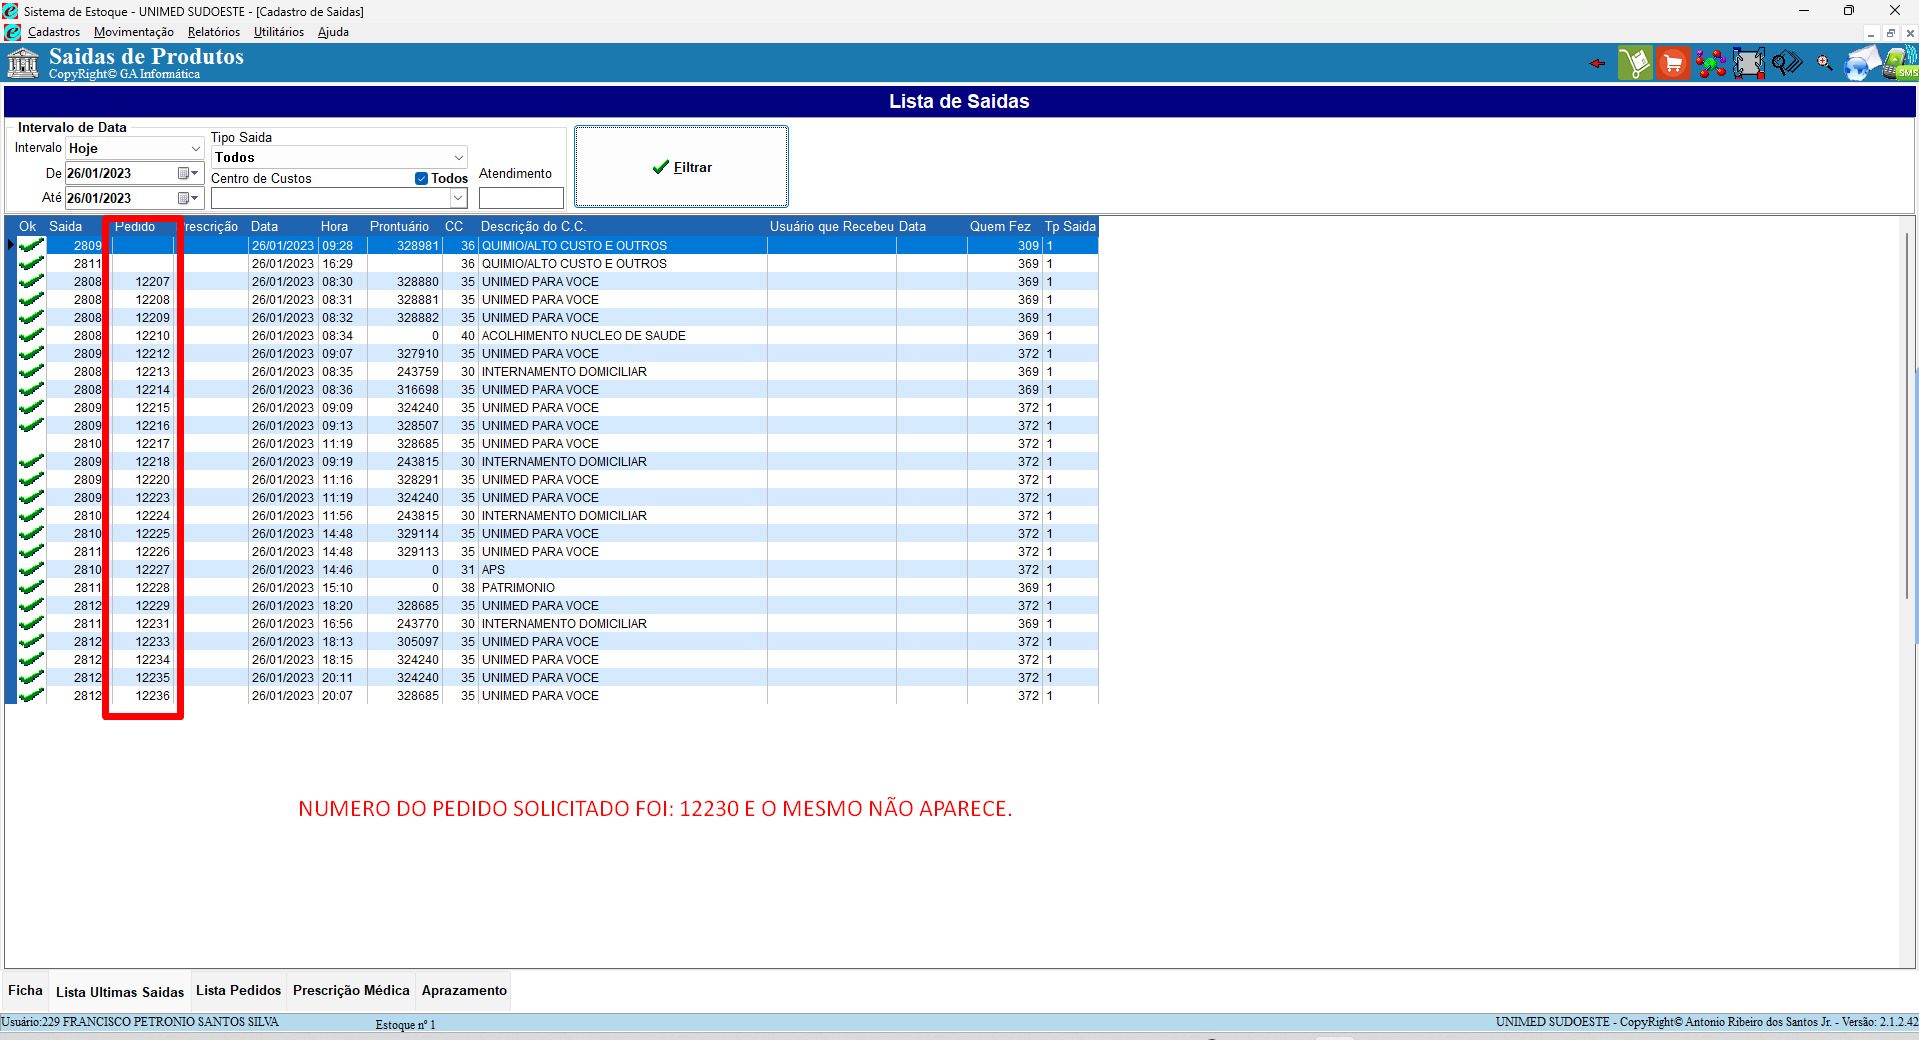 Sistema de Estoque - UNIMED SUDOESTE - [Cadastro de Saidas]
Cadastros Movimentação Relatórios Utilitários Ajuda
Saidas de Produtos
CopyRight© GA Informática
SMS
Lista de Saidas
Intervalo de Data
Intervalo Hoje
De 26/01/2023
Até 26/01/2023
Tipo Saida
Todos
Centro de Custos Todos
Atendimento
Filtrar
Ok Saida Pedido rescrição Data Hora Prontuário CC Descrição do C.C. Usuário que Recebeu Data Quem Fez Tp Saida
2809 26/01/2023 09:28 328981 36 QUIMIO/ALTO CUSTO E OUTROS 309 1
2811 26/01/2023 16:29 36 QUIMIO/ALTO CUSTO E OUTROS 369 1
2808 12207 26/01/2023 08:30 328880 35 UNIMED PARA VOCE 369 1
2808 12208 26/01/2023 08:31 328881 35 UNIMED PARA VOCE 369 1
2808 12209 26/01/2023 08:32 328882 35 UNIMED PARA VOCE 369 1
2808 12210 26/01/2023 08:34 0 40 ACOLHIMENTO NUCLEO DE SAUDE 369 1
2809 12212 26/01/2023 09:07 327910 35 UNIMED PARA VOCE 372 1
2808 12213 26/01/2023 08:35 243759 30 INTERNAMENTO DOMICILIAR 369 1
2808 12214 26/01/2023 08:36 316698 35 UNIMED PARA VOCE 369 1
2809 12215 26/01/2023 09:09 324240 35 UNIMED PARA VOCE 372 1
2809 12216 26/01/2023 09:13 328507 35 UNIMED PARA VOCE 372 1
2810 12217 26/01/2023 11:19 328685 35 UNIMED PARA VOCE 372 1
2809 12218 26/01/2023 09:19 243815 30 INTERNAMENTO DOMICILIAR 372 1
2809 12220 26/01/2023 11:16 328291 35 UNIMED PARA VOCE 372 1
2809 12223 26/01/2023 11:19 324240 35 UNIMED PARA VOCE 372 1
2810 12224 26/01/2023 11:56 243815 30 INTERNAMENTO DOMICILIAR 372 1
2810 12225 26/01/2023 14:48 329114 35 UNIMED PARA VOCE 372 1
2811 12226 26/01/2023 14:48 329113 35 UNIMED PARA VOCE 372 1
2810 12227 26/01/2023 14:46 0 31 APS 372 1
2811 12228 26/01/2023 15:10 0 38 PATRIMONIO 369 1
2812 12229 26/01/2023 18:20 328685 35 UNIMED PARA VOCE 372 1
2811 12231 26/01/2023 16:56 243770 30 INTERNAMENTO DOMICILIAR 369 1
2812 12233 26/01/2023 18:13 305097 35 UNIMED PARA VOCE 372 1
2812 12234 26/01/2023 18:15 324240 35 UNIMED PARA VOCE 372 1
2812 12235 26/01/2023 20:11 324240 35 UNIMED PARA VOCE 372 1
2812 12236 26/01/2023 20:07 328685 35 UNIMED PARA VOCE 372 1
NUMERO DO PEDIDO SOLICITADO FOI: 12230 E O MESMO NÃO APARECE.
Ficha Lista Ultimas Saidas Lista Pedidos Prescrição Médica Aprazamento
Usuário:229 FRANCISCO PETRONIO SANTOS SILVA Estoque nº 1 UNIMED SUDOESTE - CopyRight© Antonio Ribeiro dos Santos Jr. - Versão: 2.1.2.42